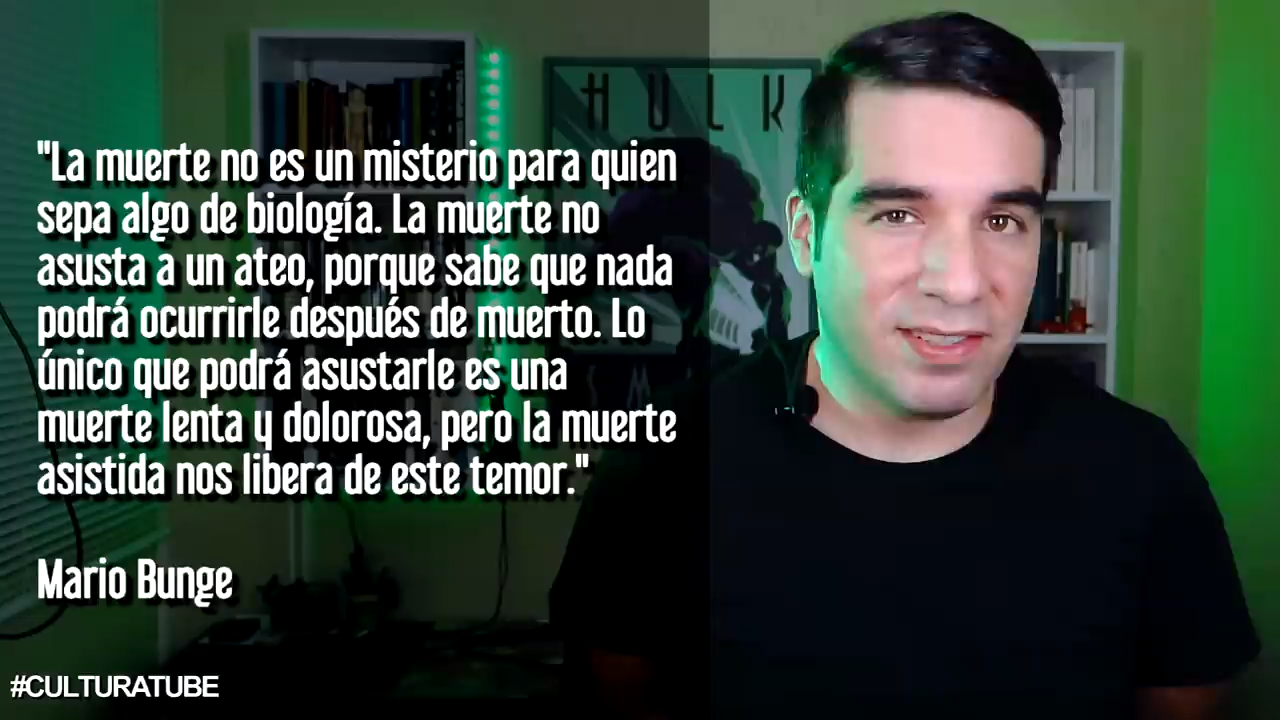 HULK
"La muerte no es un misterio para quien
sepa algo de biología. La muerte no
asusta a un ateo, porque sabe que nada
podrá ocurrirle después de muerto. Lo
único que podrá asustarle es una
muerte lenta y dolorosa, pero la muerte
asistida nos libera de este temor."
Mario Bunge
#CULTURATUBE